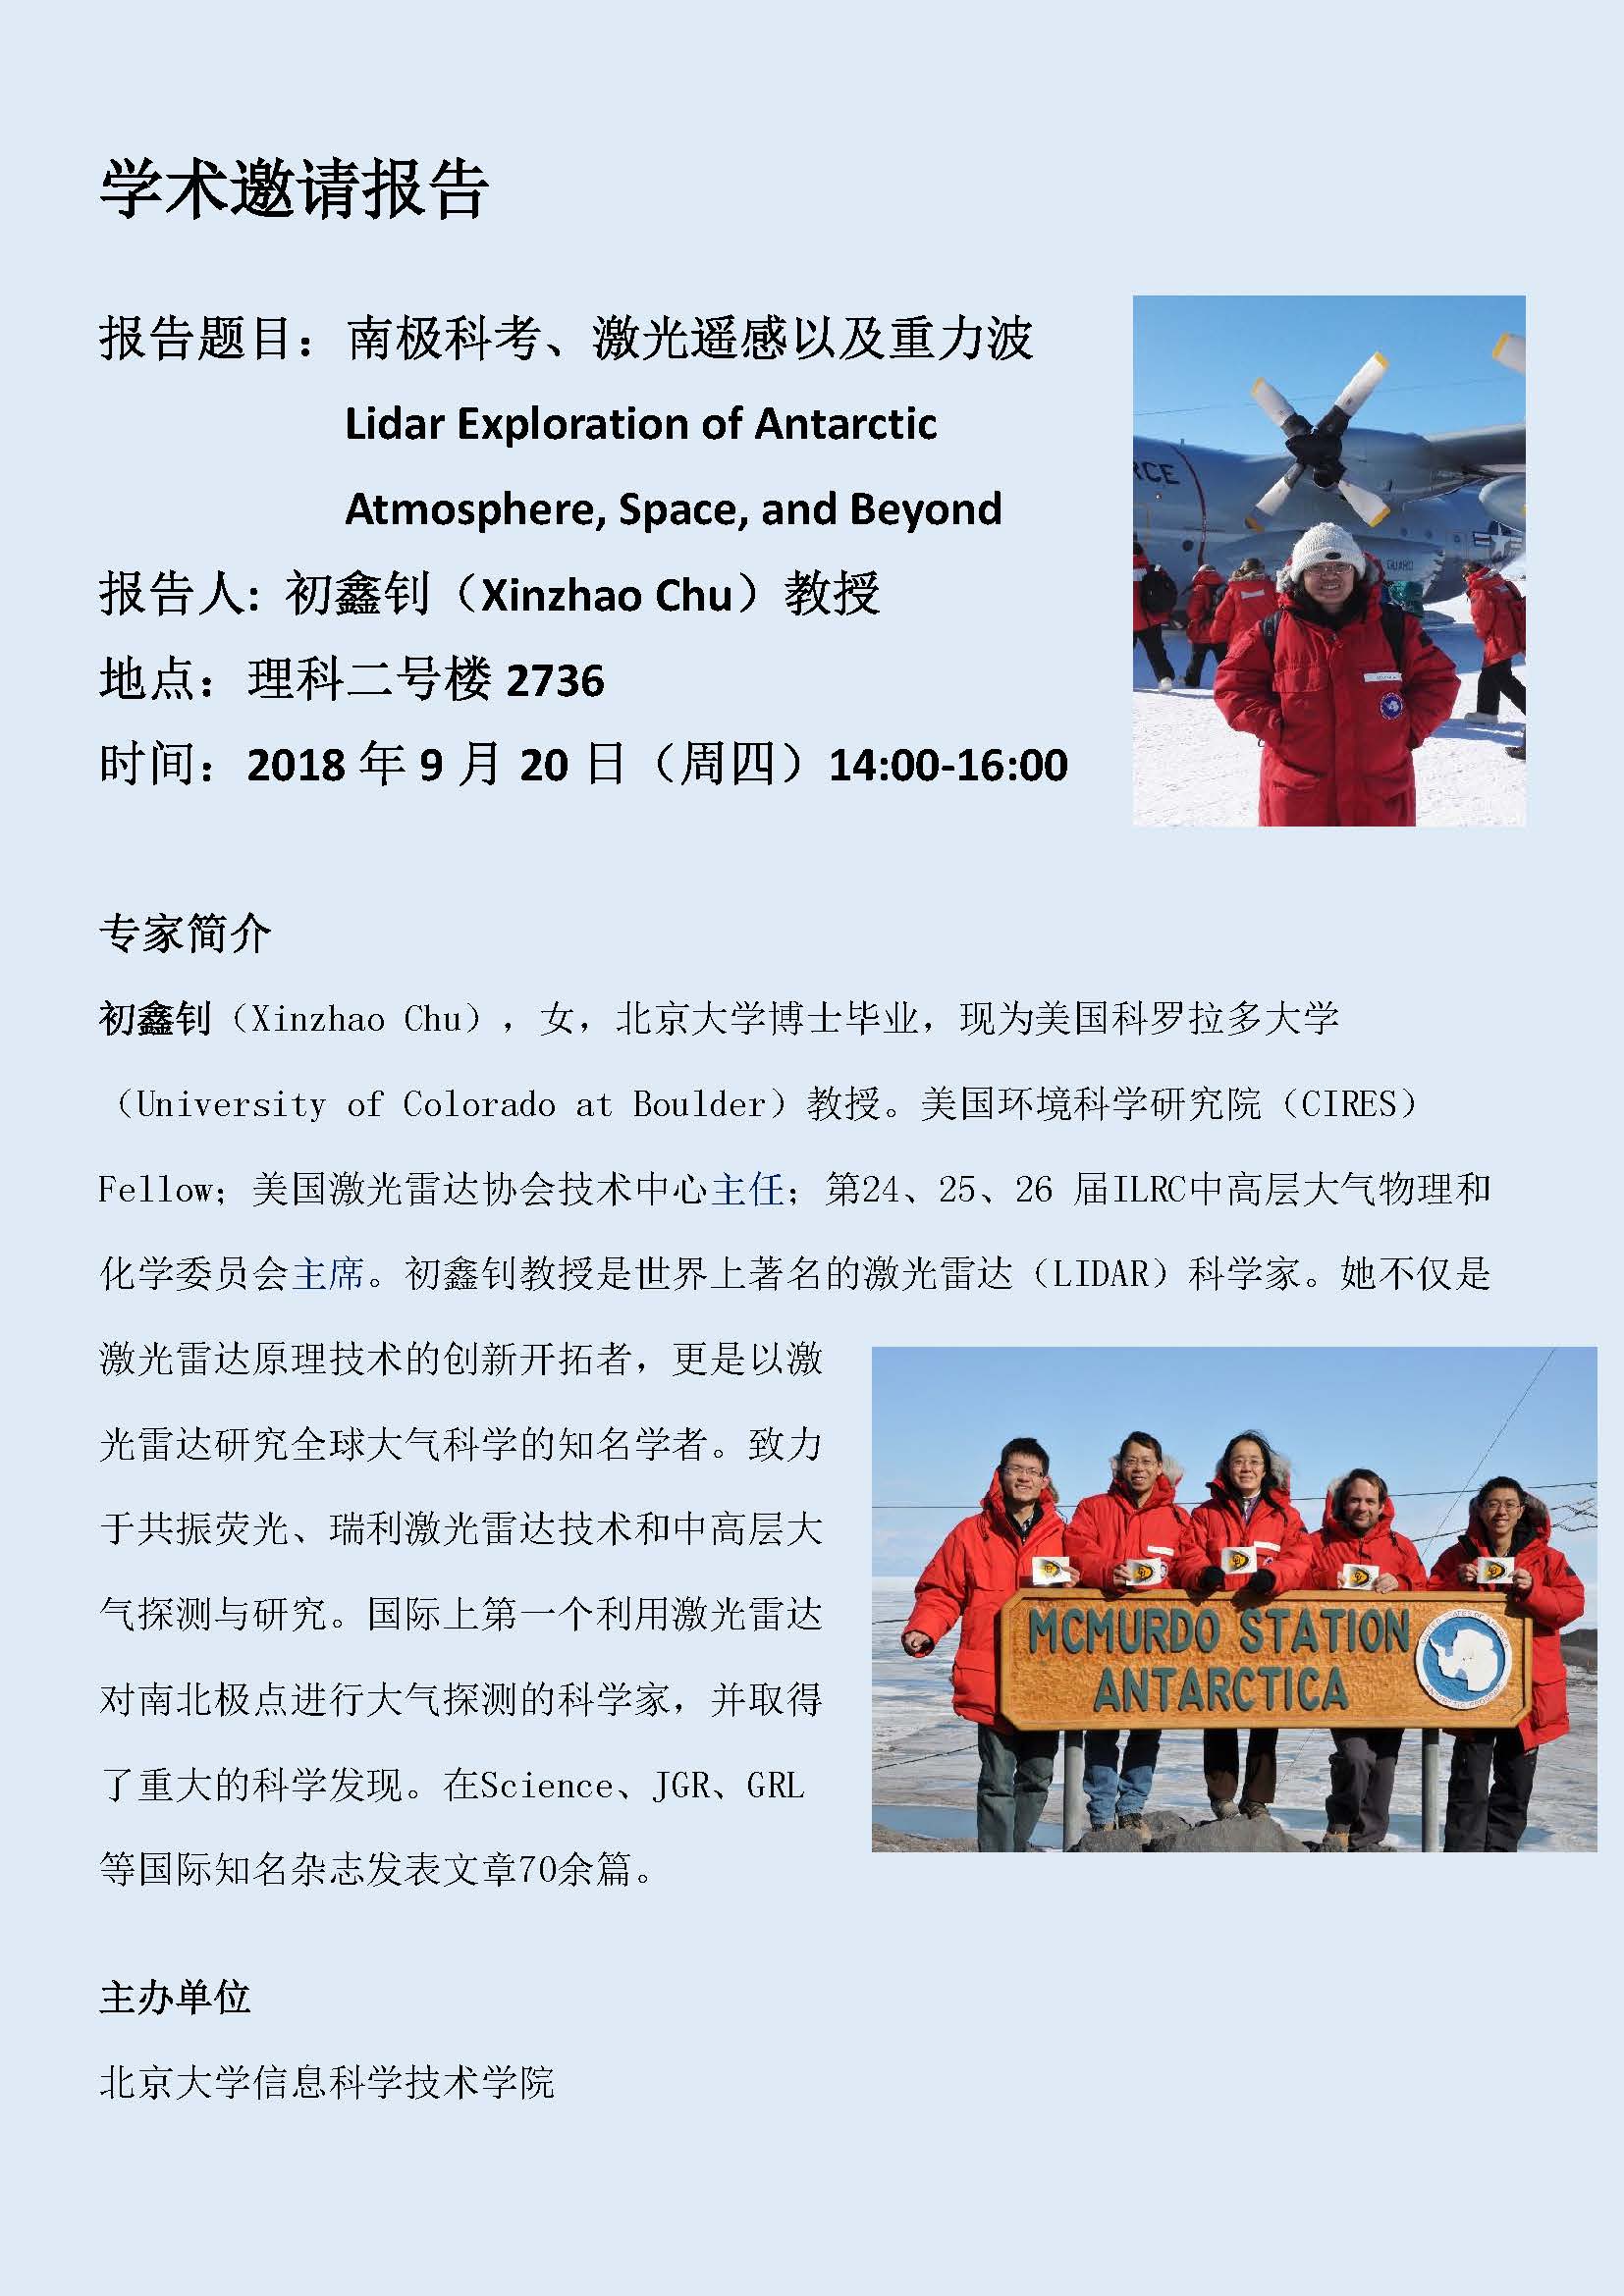 学术邀请报告
报告题目：南极科考、激光遥感以及重力波
Lidar Exploration of Antarctic
Atmosphere, Space, and Beyond
报告人: 初鑫钊（Xinzhao Chu）教授
地点：理科二号楼 2736
时间：2018 年 9 月 20 日（周四）14:00-16:00
RCE
GUARD
专家简介
初鑫钊（Xinzhao Chu），女，北京大学博士毕业，现为美国科罗拉多大学
（University of Colorado at Boulder）教授。美国环境科学研究院（CIRES）
Fellow；美国激光雷达协会技术中心主任；第24、25、26 届ILRC中高层大气物理和
化学委员会主席。初鑫钊教授是世界上著名的激光雷达（LIDAR）科学家。她不仅是
激光雷达原理技术的创新开拓者，更是以激
光雷达研究全球大气科学的知名学者。致力
于共振荧光、瑞利激光雷达技术和中高层大
气探测与研究。国际上第一个利用激光雷达
对南北极点进行大气探测的科学家，并取得
了重大的科学发现。在Science、JGR、GRL
等国际知名杂志发表文章70余篇。
MCMURDO STATION
ANTARCTICA
主办单位
北京大学信息科学技术学院